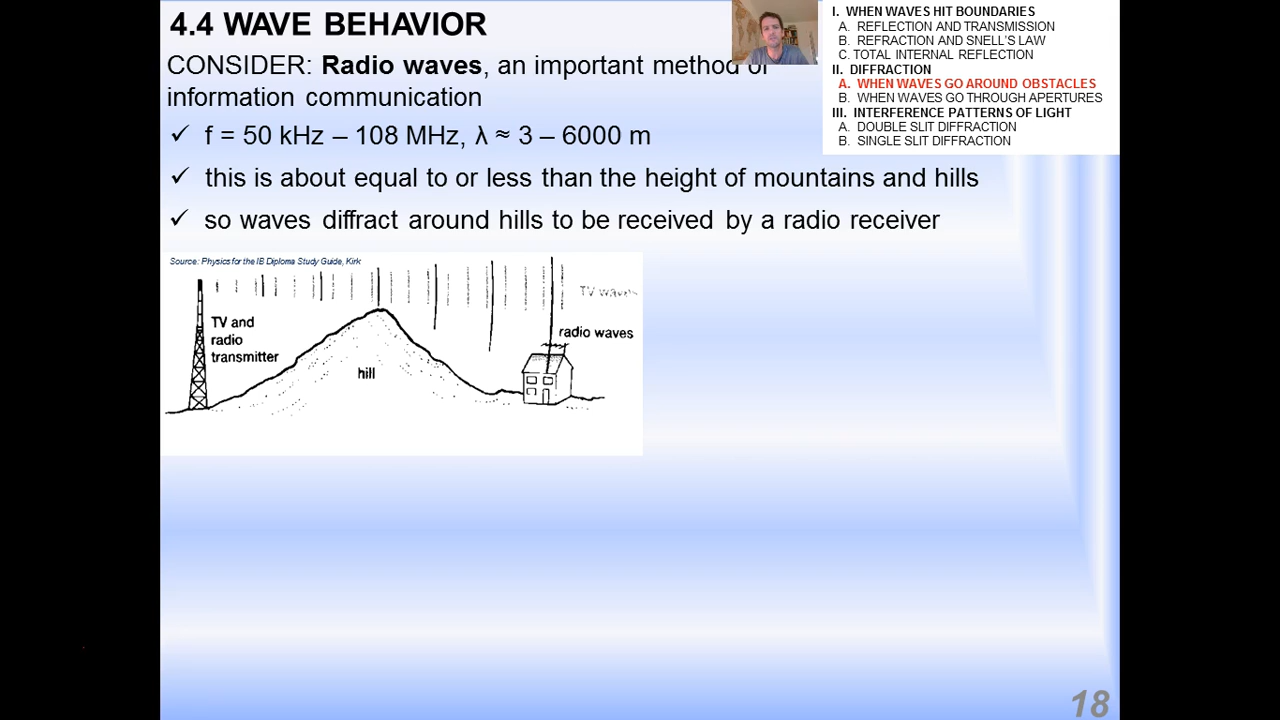 4.4 WAVE BEHAVIOR
CONSIDER: Radio waves, an important method of
information communication
✓ f = 50 kHz – 108 MHz, λ ≈ 3 – 6000 m
✓ this is about equal to or less than the height of mountains and hills
✓ so waves diffract around hills to be received by a radio receiver
I. WHEN WAVES HIT BOUNDARIES
A. REFLECTION AND TRANSMISSION
B. REFRACTION AND SNELL'S LAW
C. TOTAL INTERNAL REFLECTION
II. DIFFRACTION
A. WHEN WAVES GO AROUND OBSTACLES
B. WHEN WAVES GO THROUGH APERTURES
III. INTERFERENCE PATTERNS OF LIGHT
A. DOUBLE SLIT DIFFRACTION
B. SINGLE SLIT DIFFRACTION
Source: Physics for the IB Diploma Study Guide, Kirk
TV waves
TV and
radio
transmitter
radio waves
hill
18